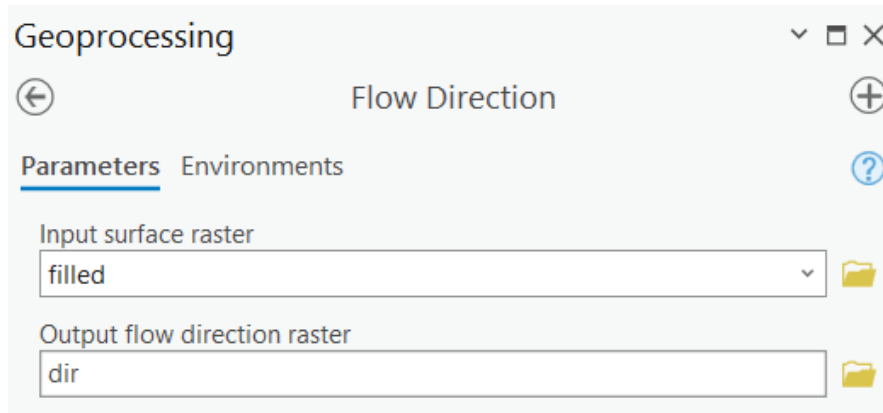 Geoprocessing
Flow Direction
Parameters Environments
Input surface raster
filled
Output flow direction raster
dir